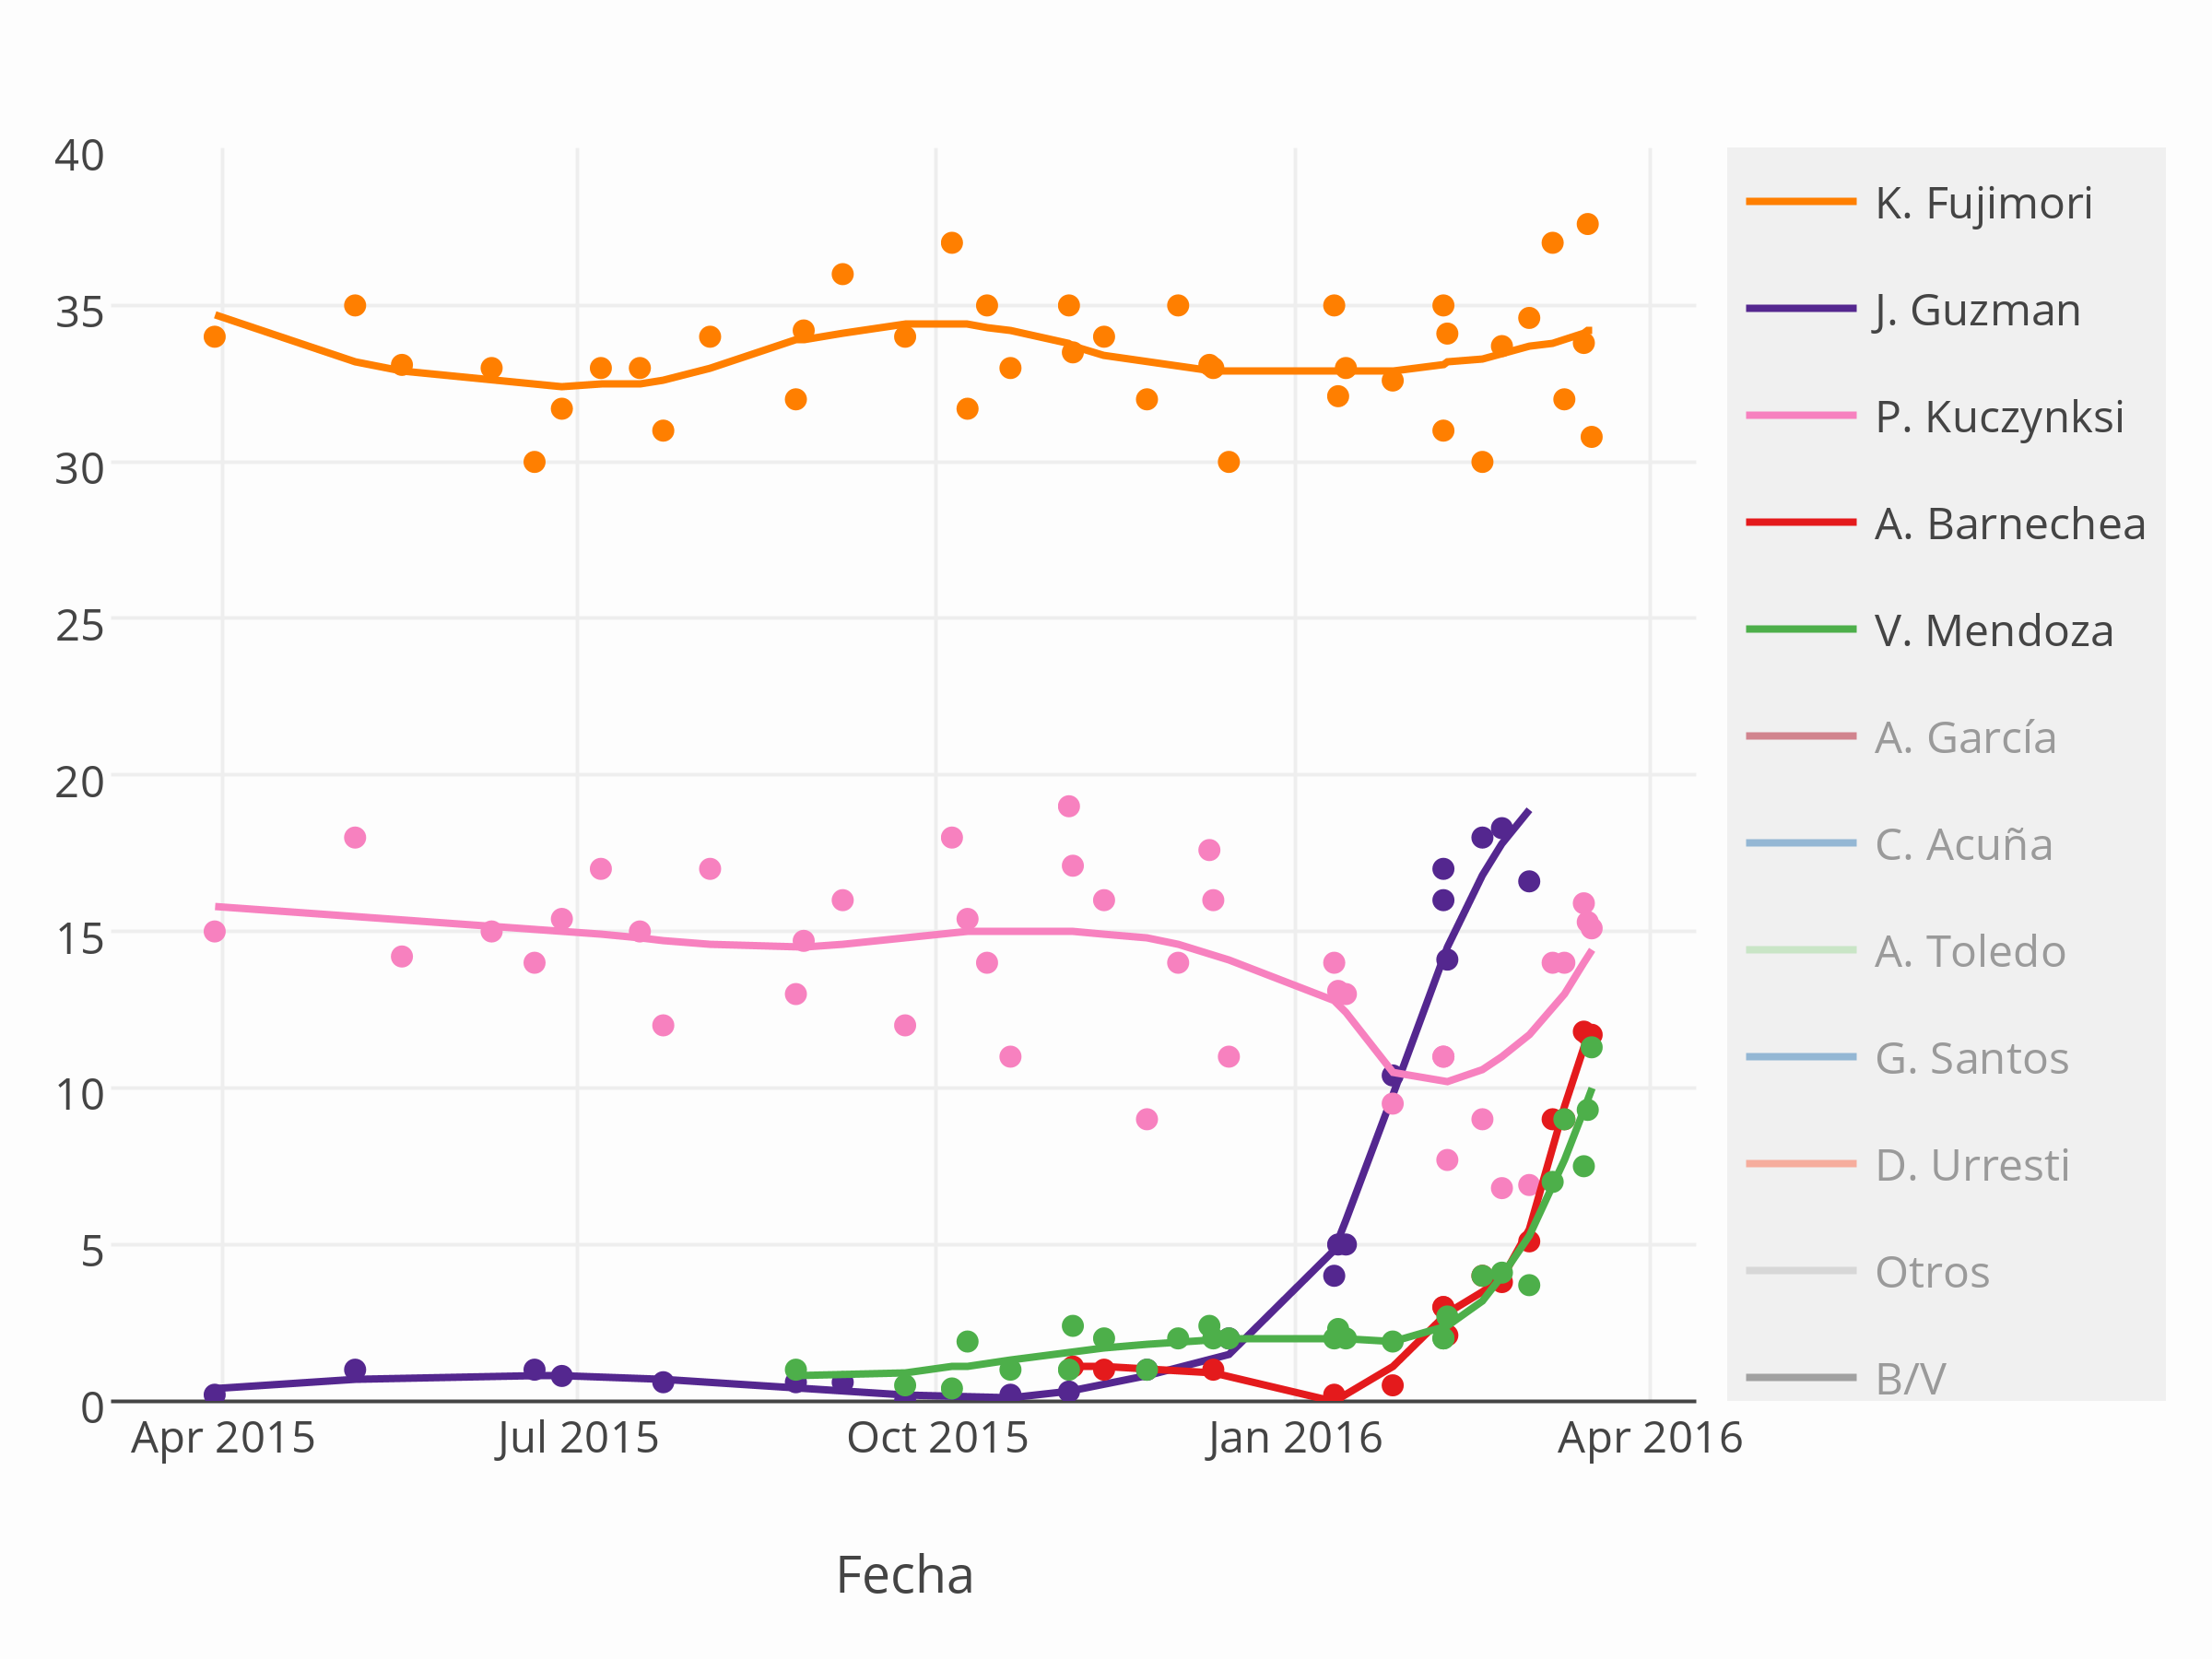 40
35
30
25
20
15
10
5
0
Apr 2015
Jul 2015
Oct 2015
Jan 2016
Apr 2016
Fecha
K. Fujimori
J. Guzman
P. Kuczynksi
A. Barnechea
V. Mendoza
A. García
C. Acuña
A. Toledo
G. Santos
D. Urresti
Otros
B/V